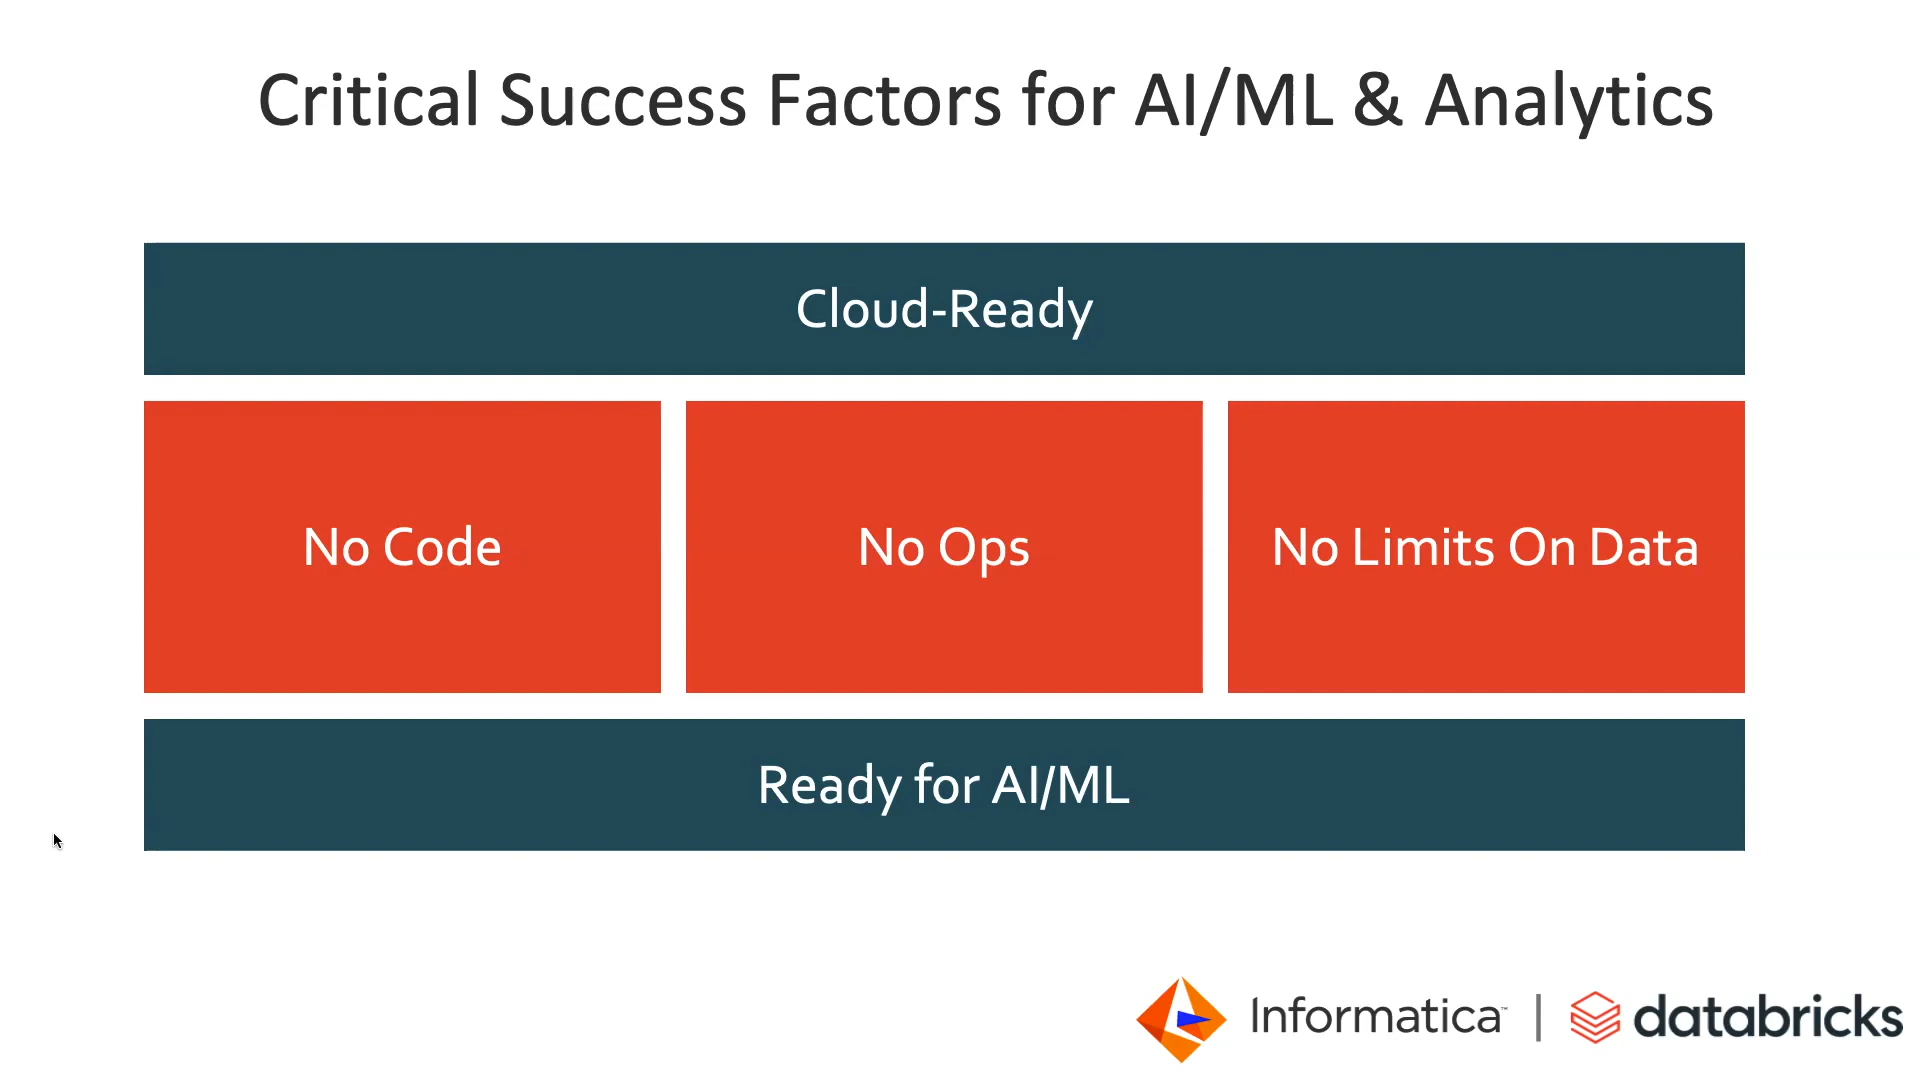 Critical Success Factors for AI/ML & Analytics
Cloud-Ready
No Code
No Ops
No Limits On Data
Ready for AI/ML
Informatica™ | databricks